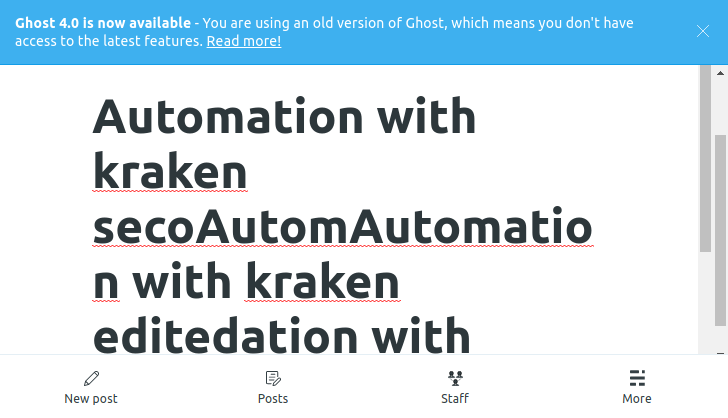 Ghost 4.0 is now available - You are using an old version of Ghost, which means you don't have
access to the latest features. Read more!
Automation with
kraken
secoAutomAutomatio
n with kraken
editedation with
New post
Posts
Staff
More